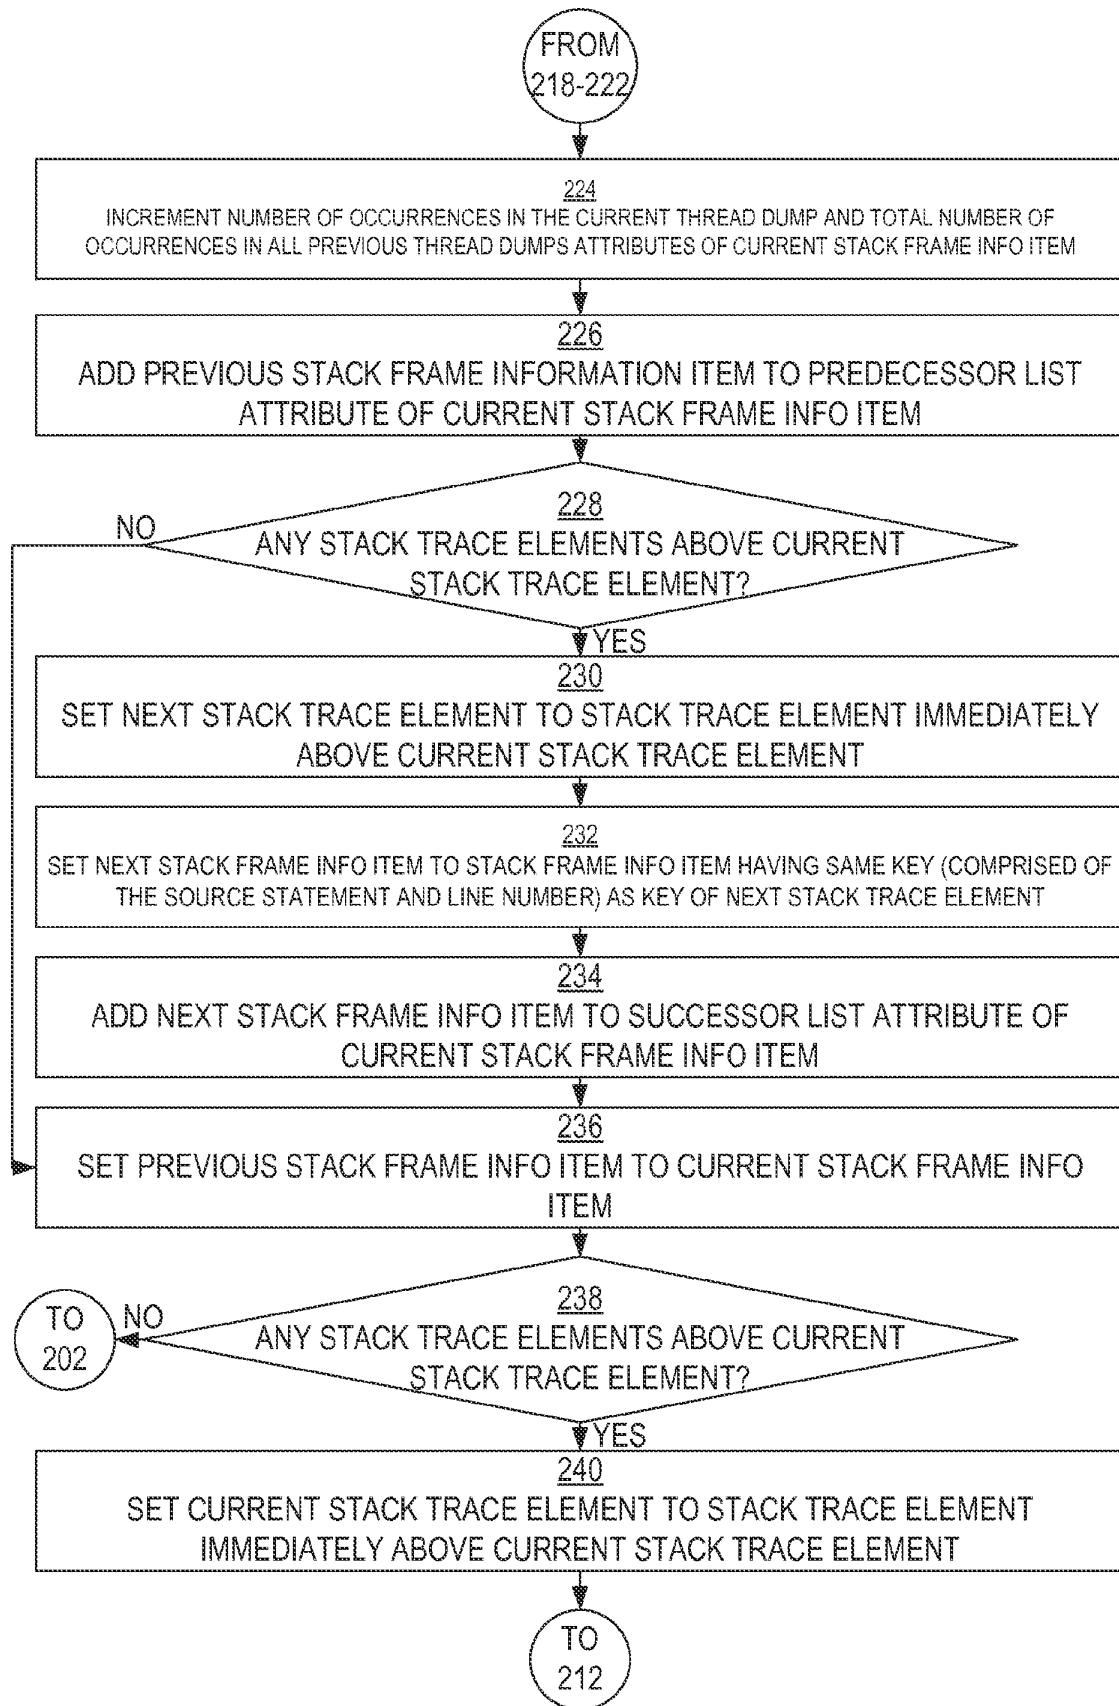 FROM
218-222
224
INCREMENT NUMBER OF OCCURRENCES IN THE CURRENT THREAD DUMP AND TOTAL NUMBER OF
OCCURRENCES IN ALL PREVIOUS THREAD DUMPS ATTRIBUTES OF CURRENT STACK FRAME INFO ITEM
226
ADD PREVIOUS STACK FRAME INFORMATION ITEM TO PREDECESSOR LIST
ATTRIBUTE OF CURRENT STACK FRAME INFO ITEM
228
NO
ANY STACK TRACE ELEMENTS ABOVE CURRENT
STACK TRACE ELEMENT?
YES
230
SET NEXT STACK TRACE ELEMENT TO STACK TRACE ELEMENT IMMEDIATELY
ABOVE CURRENT STACK TRACE ELEMENT
232
SET NEXT STACK FRAME INFO ITEM TO STACK FRAME INFO ITEM HAVING SAME KEY (COMPRISED OF
THE SOURCE STATEMENT AND LINE NUMBER) AS KEY OF NEXT STACK TRACE ELEMENT
234
ADD NEXT STACK FRAME INFO ITEM TO SUCCESSOR LIST ATTRIBUTE OF
CURRENT STACK FRAME INFO ITEM
236
SET PREVIOUS STACK FRAME INFO ITEM TO CURRENT STACK FRAME INFO
ITEM
238
ANY STACK TRACE ELEMENTS ABOVE CURRENT
STACK TRACE ELEMENT?
NO
TO
202
YES
240
SET CURRENT STACK TRACE ELEMENT TO STACK TRACE ELEMENT
IMMEDIATELY ABOVE CURRENT STACK TRACE ELEMENT
TO
212